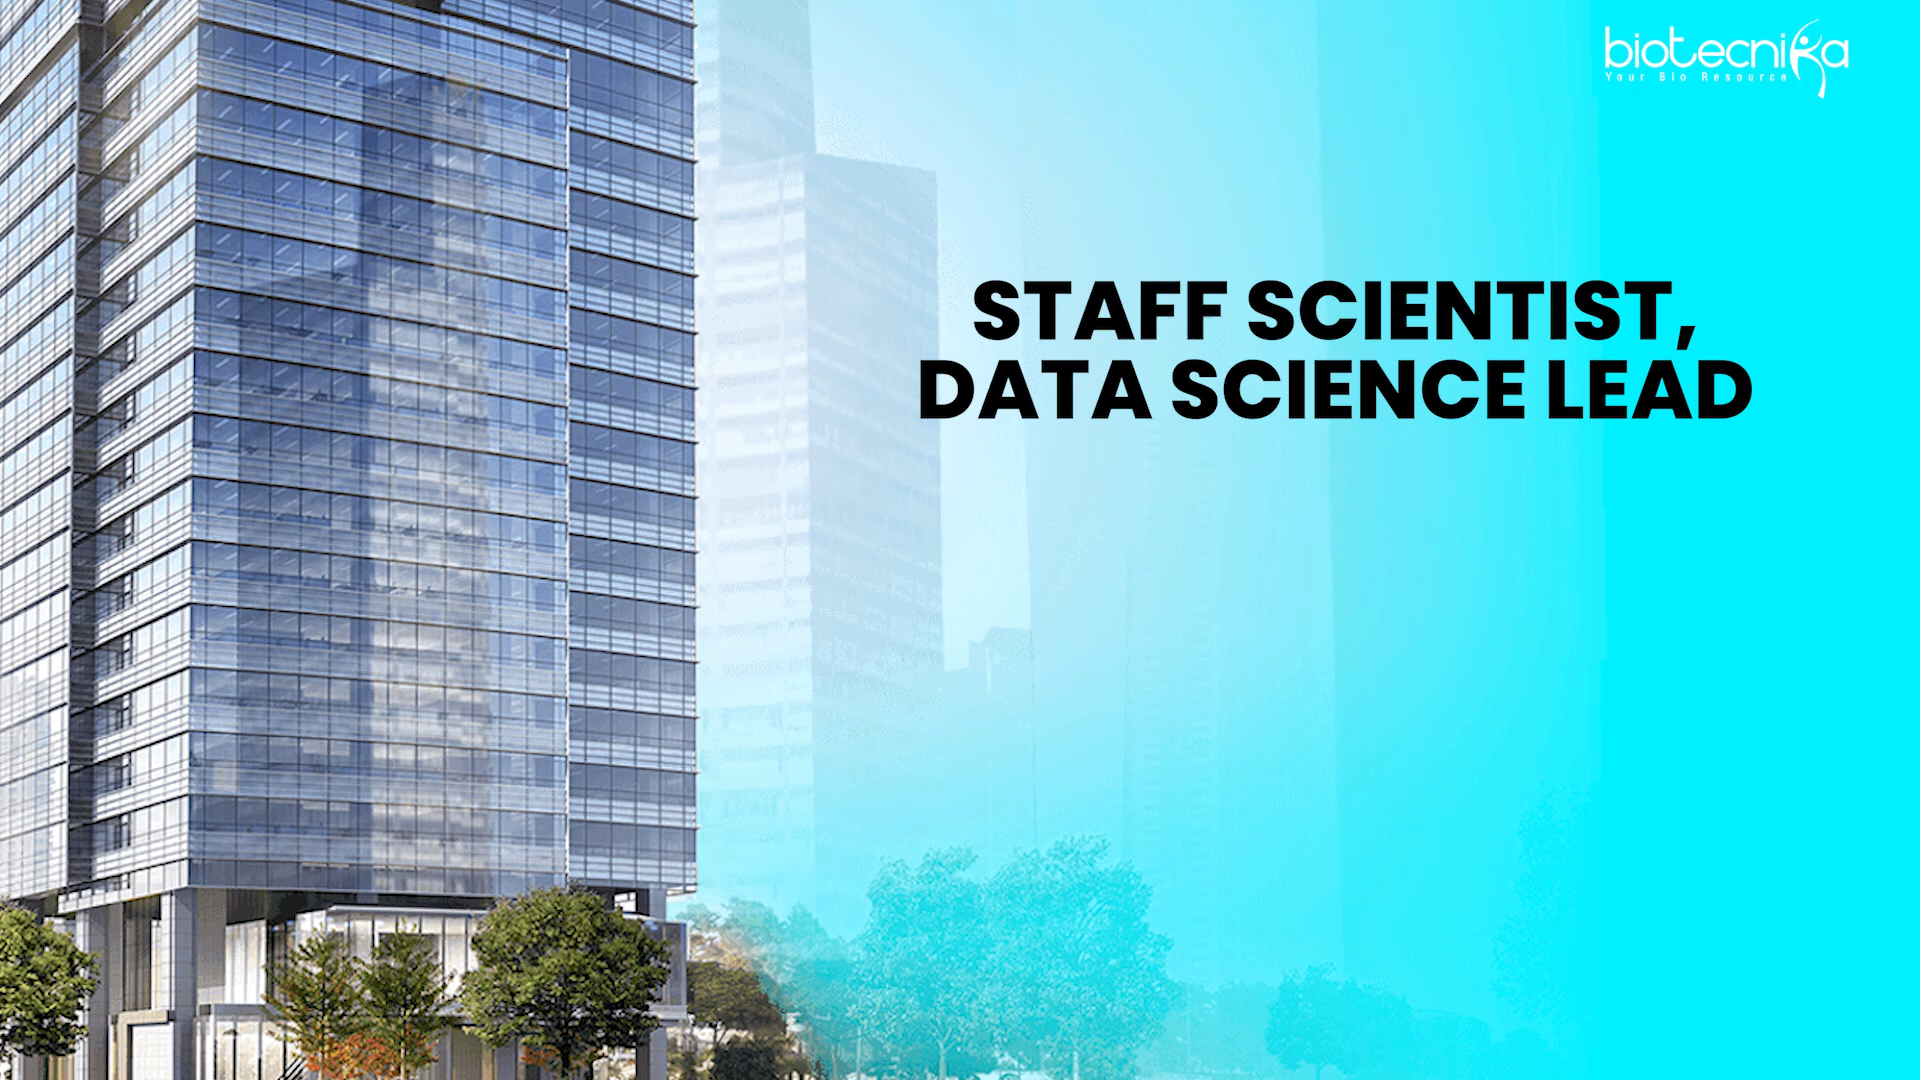 biotecnika
Your Bio Resource
STAFF SCIENTIST,
DATA SCIENCE LEAD